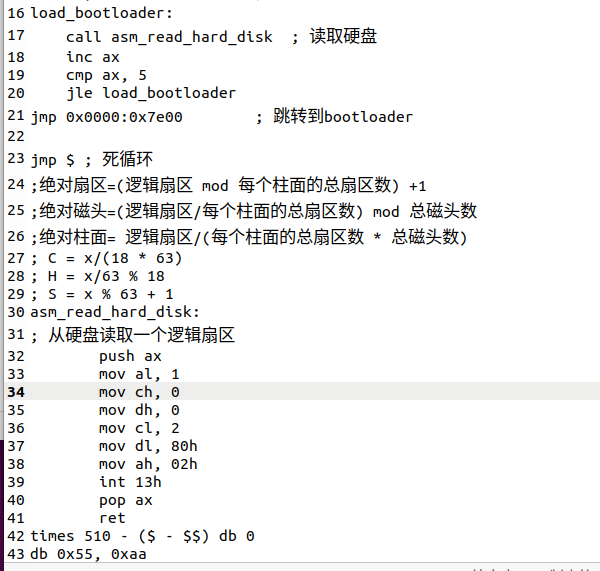 16 load_bootloader:
17     call asm_read_hard_disk  ; 读取硬盘
18     inc ax
19     cmp ax, 5
20     jle load_bootloader
21 jmp 0x0000:0x7e00        ; 跳转到bootloader
22
23 jmp $ ; 死循环
24 ;绝对扇区=(逻辑扇区 mod 每个柱面的总扇区数) +1
25 ;绝对磁头=(逻辑扇区/每个柱面的总扇区数) mod 总磁头数
26 ;绝对柱面= 逻辑扇区/(每个柱面的总扇区数 * 总磁头数)
27 ; C = x/(18 * 63)
28 ; H = x/63 % 18
29 ; S = x % 63 + 1
30 asm_read_hard_disk:
31 ; 从硬盘读取一个逻辑扇区
32         push ax
33         mov al, 1
34         mov ch, 0
35         mov dh, 0
36         mov cl, 2
37         mov dl, 80h
38         mov ah, 02h
39         int 13h
40         pop ax
41         ret
42 times 510 - ($ - $$) db 0
43 db 0x55, 0xaa